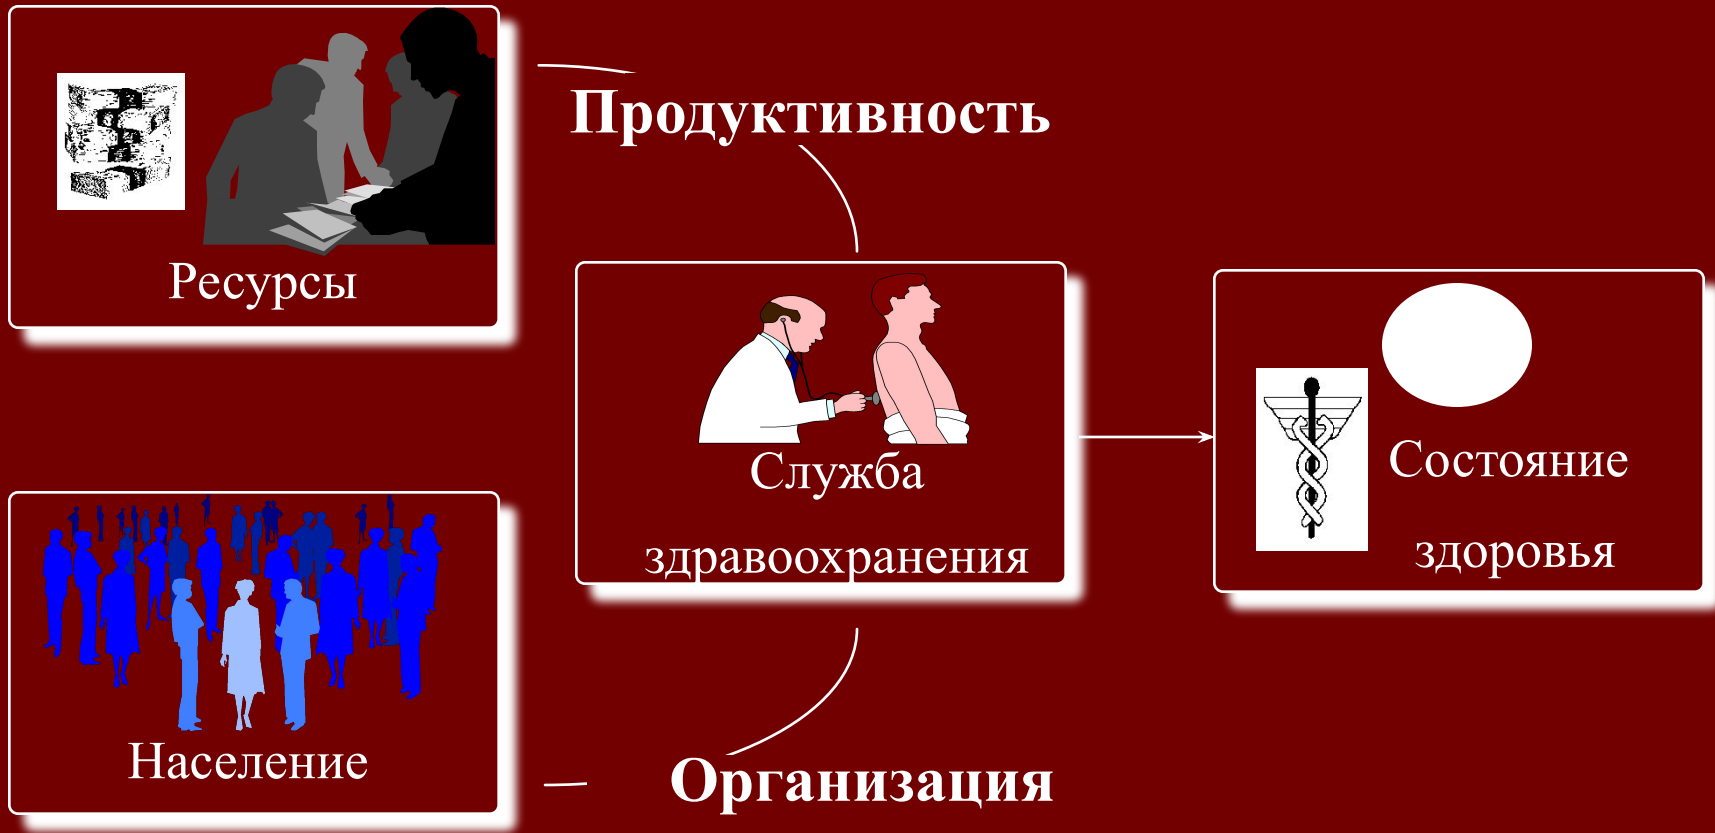 Продуктивность
Ресурсы
Служба
здравоохранения
Состояние
здоровья
Население
Организация